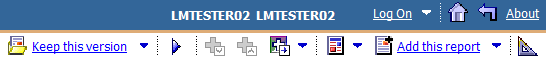 LMTESTER02 LMTESTER02 Log On About
Keep this version Add this report